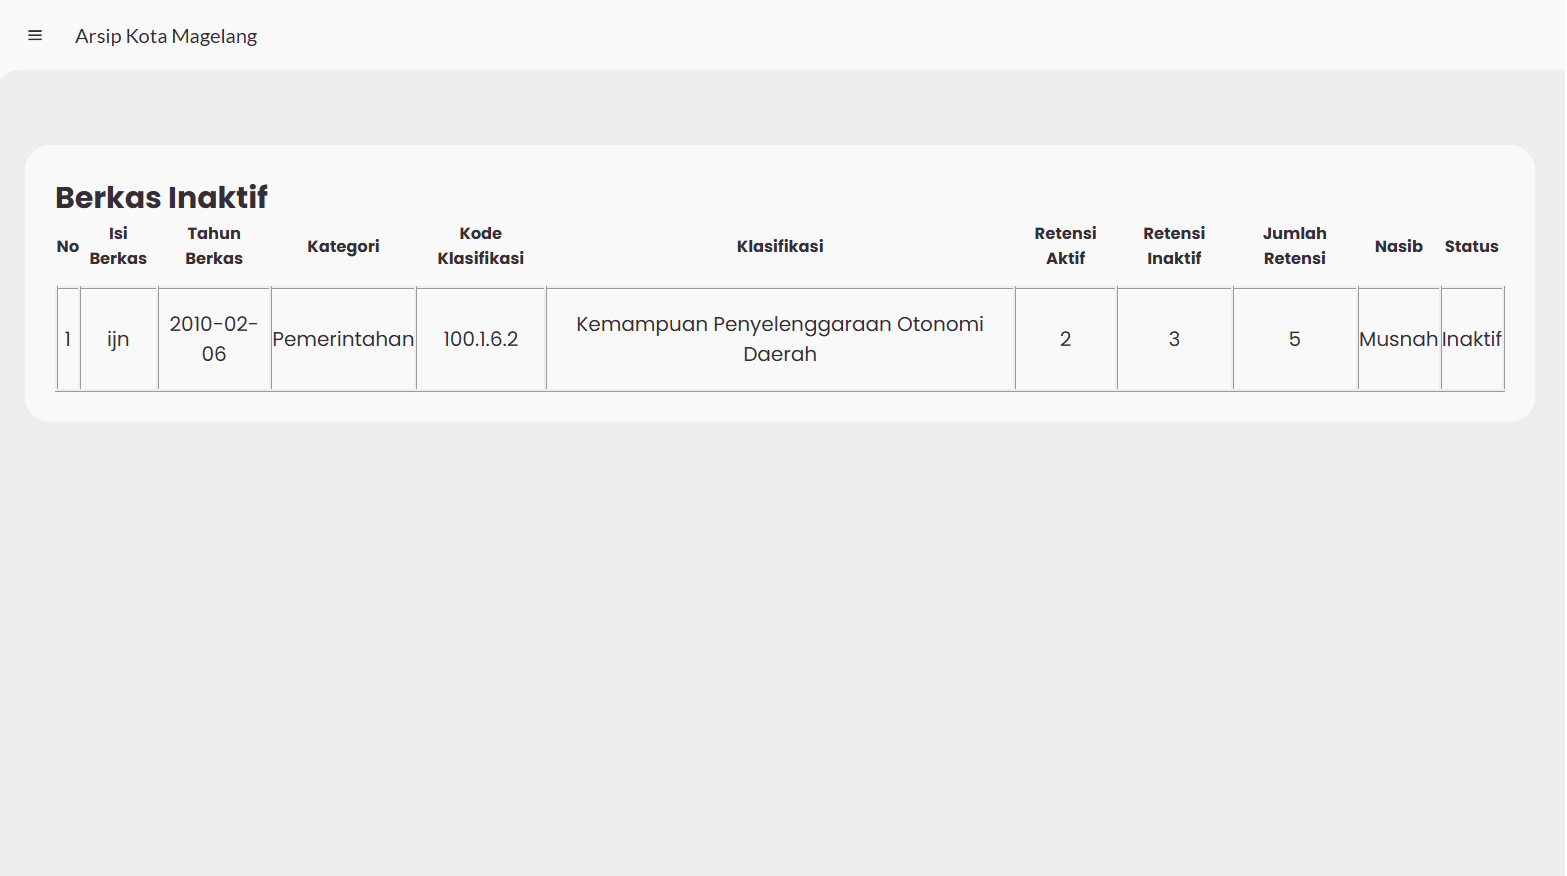 Arsip Kota Magelang
Berkas Inaktif
No Isi Berkas Tahun Berkas Kategori Kode Klasifikasi Klasifikasi Retensi Aktif Retensi Inaktif Jumlah Retensi Nasib Status
1 ijn 2010-02-06 Pemerintahan 100.1.6.2 Kemampuan Penyelenggaraan Otonomi Daerah 2 3 5 Musnah Inaktif